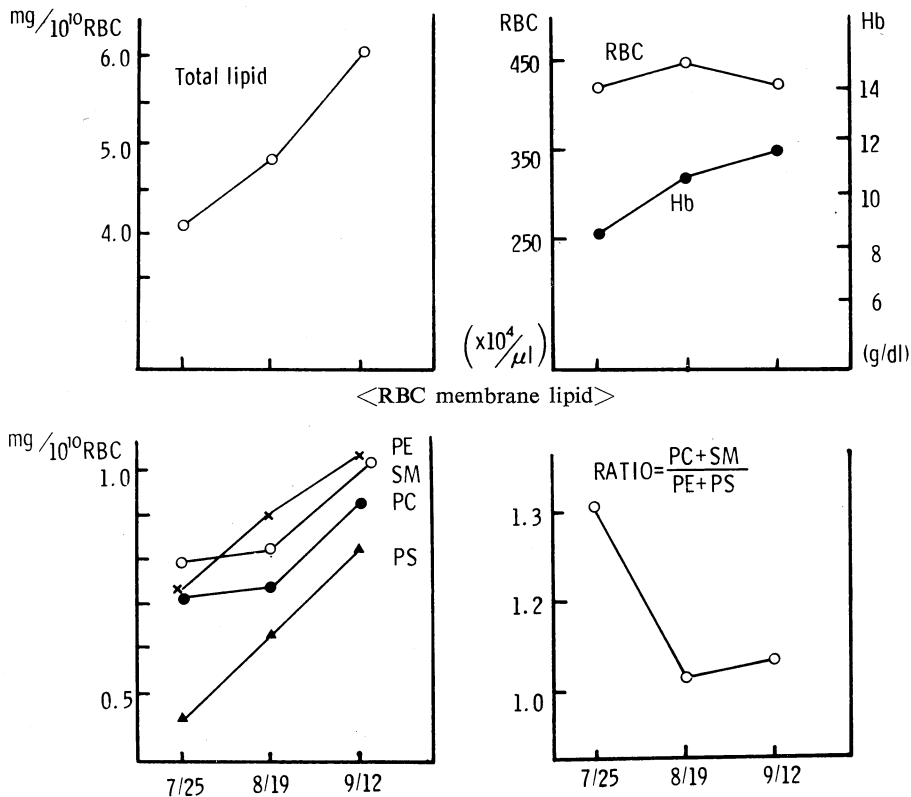 mg/10¹⁰RBC
6.0
5.0
4.0
Total lipid
RBC
450
350
250
(x10⁴/μl)
RBC
Hb
Hb
14
12
10
8
6
(g/dl)
<RBC membrane lipid>
mg/10¹⁰RBC
1.0
0.5
PE
SM
PC
PS
7/25 8/19 9/12
RATIO=PC+SM/PE+PS
1.3
1.2
1.0
7/25 8/19 9/12